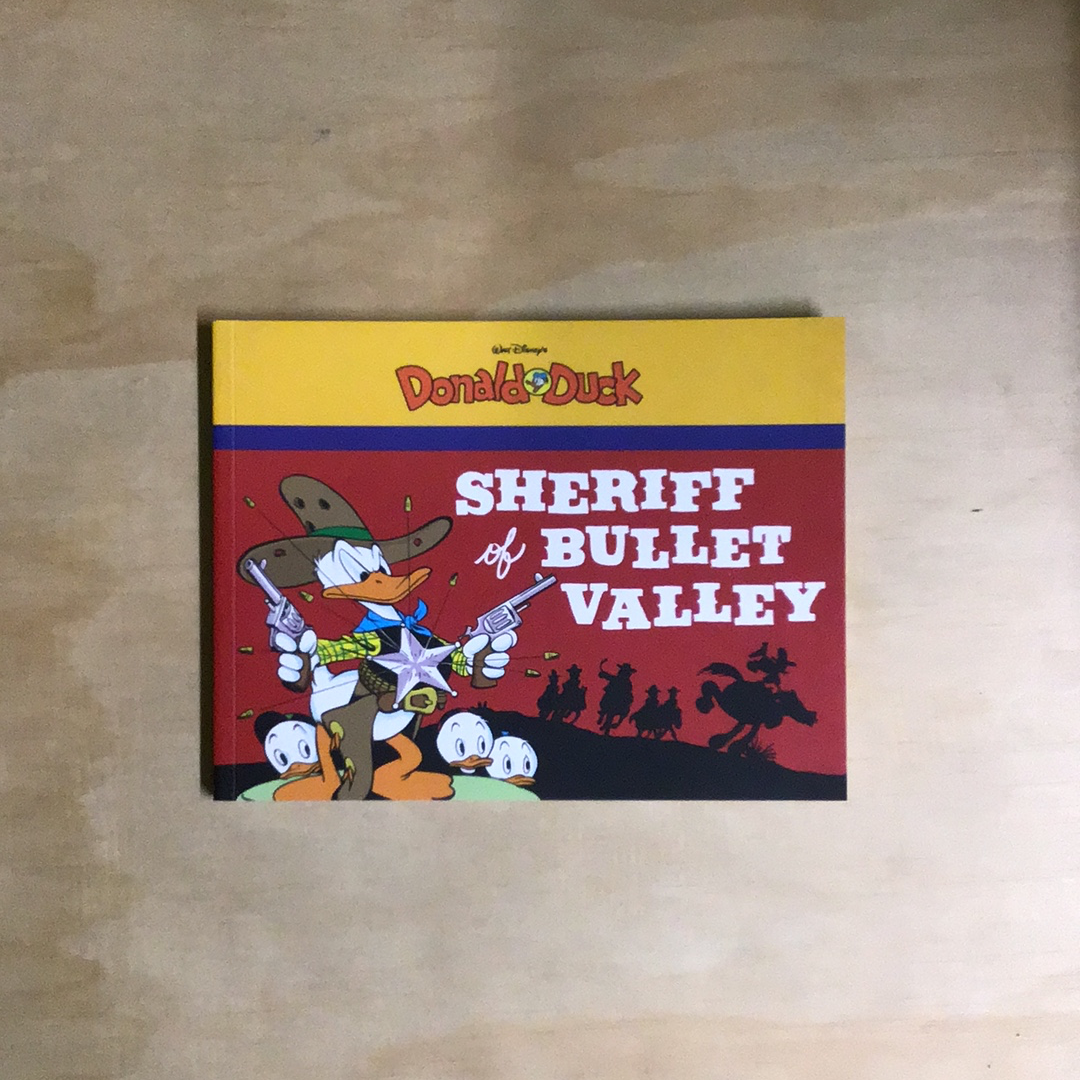 Walt Disney's
Donald Duck
SHERIFF
of BULLET
VALLEY